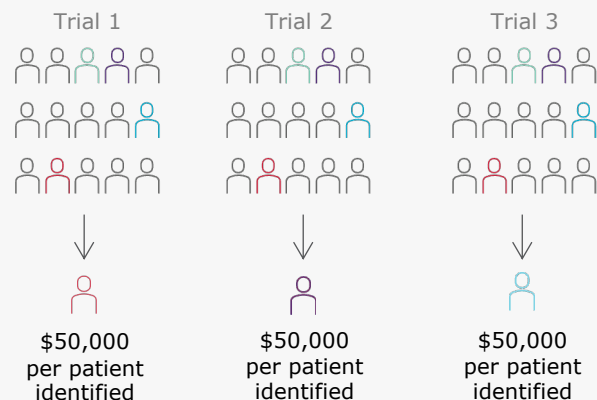 Trial 1
Trial 2
Trial 3
$50,000
per patient
identified
$50,000
per patient
identified
$50,000
per patient
identified